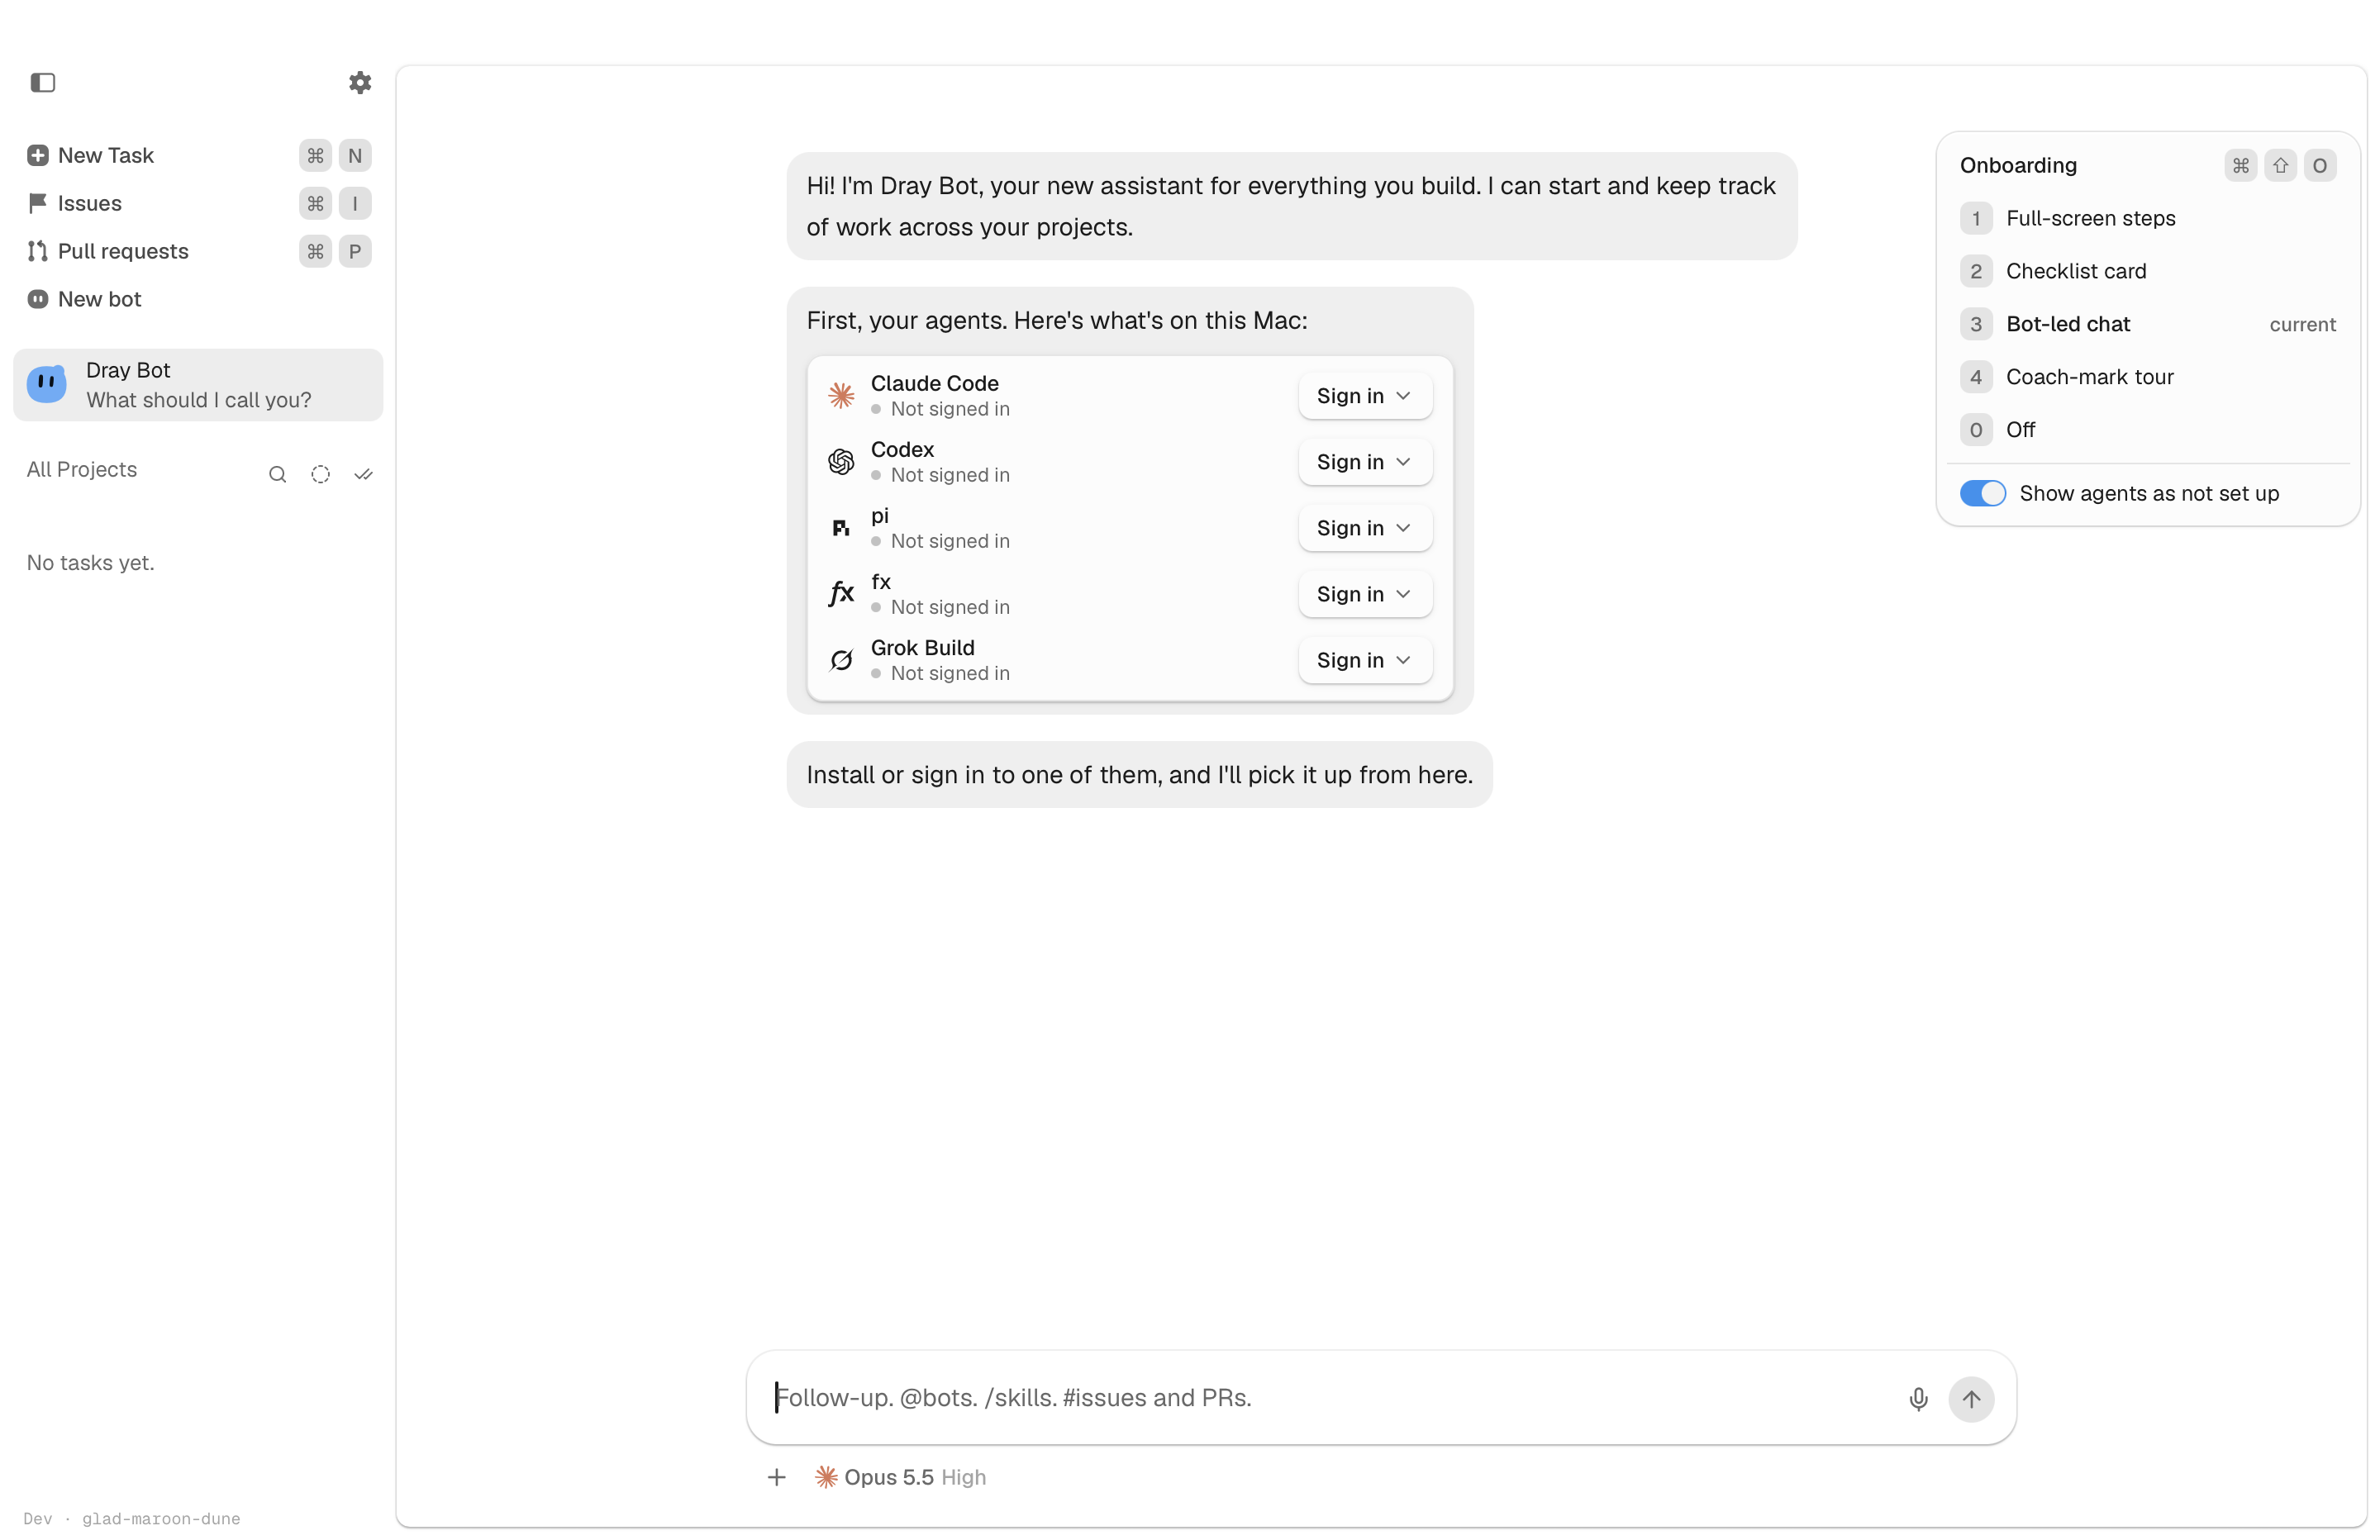 New Task ⌘ N
Issues ⌘ I
Pull requests ⌘ P
New bot
Dray Bot
What should I call you?
All Projects
No tasks yet.
Dev · glad-maroon-dune
Hi! I'm Dray Bot, your new assistant for everything you build. I can start and keep track
of work across your projects.
First, your agents. Here's what's on this Mac:
Claude Code
Not signed in
Sign in
Codex
Not signed in
Sign in
pi
Not signed in
Sign in
fx
Not signed in
Sign in
Grok Build
Not signed in
Sign in
Install or sign in to one of them, and I'll pick it up from here.
Follow-up. @bots. /skills. #issues and PRs.
Opus 5.5 High
Onboarding ⌘ ⇧ O
1 Full-screen steps
2 Checklist card
3 Bot-led chat current
4 Coach-mark tour
0 Off
Show agents as not set up